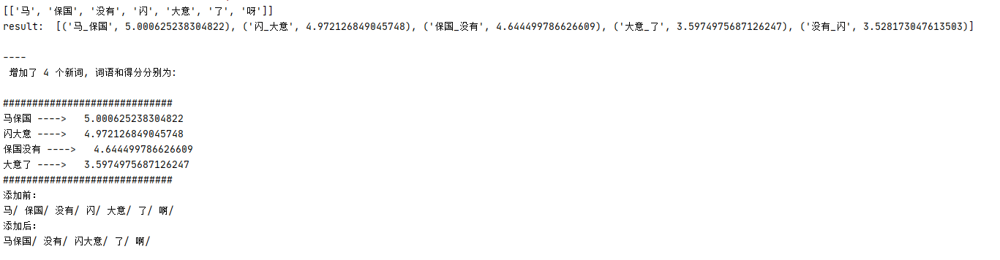 [['马', '保国', '没有', '闪', '大意', '了', '呀']]
result:  [('马_保国', 5.000625238304822), ('闪_大意', 4.972126849045748), ('保国_没有', 4.644499786626609), ('大意_了', 3.5974975687126247), ('没有_闪', 3.528173047613503)]
----
增加了 4 个新词, 词语和得分分别为:
#############################
马保国 ---->   5.000625238304822
闪大意 ---->   4.972126849045748
保国没有 ---->   4.644499786626609
大意了 ---->   3.5974975687126247
#############################
添加前:
马/ 保国/ 没有/ 闪/ 大意/ 了/ 啊/
添加后:
马保国/ 没有/ 闪大意/ 了/ 啊/